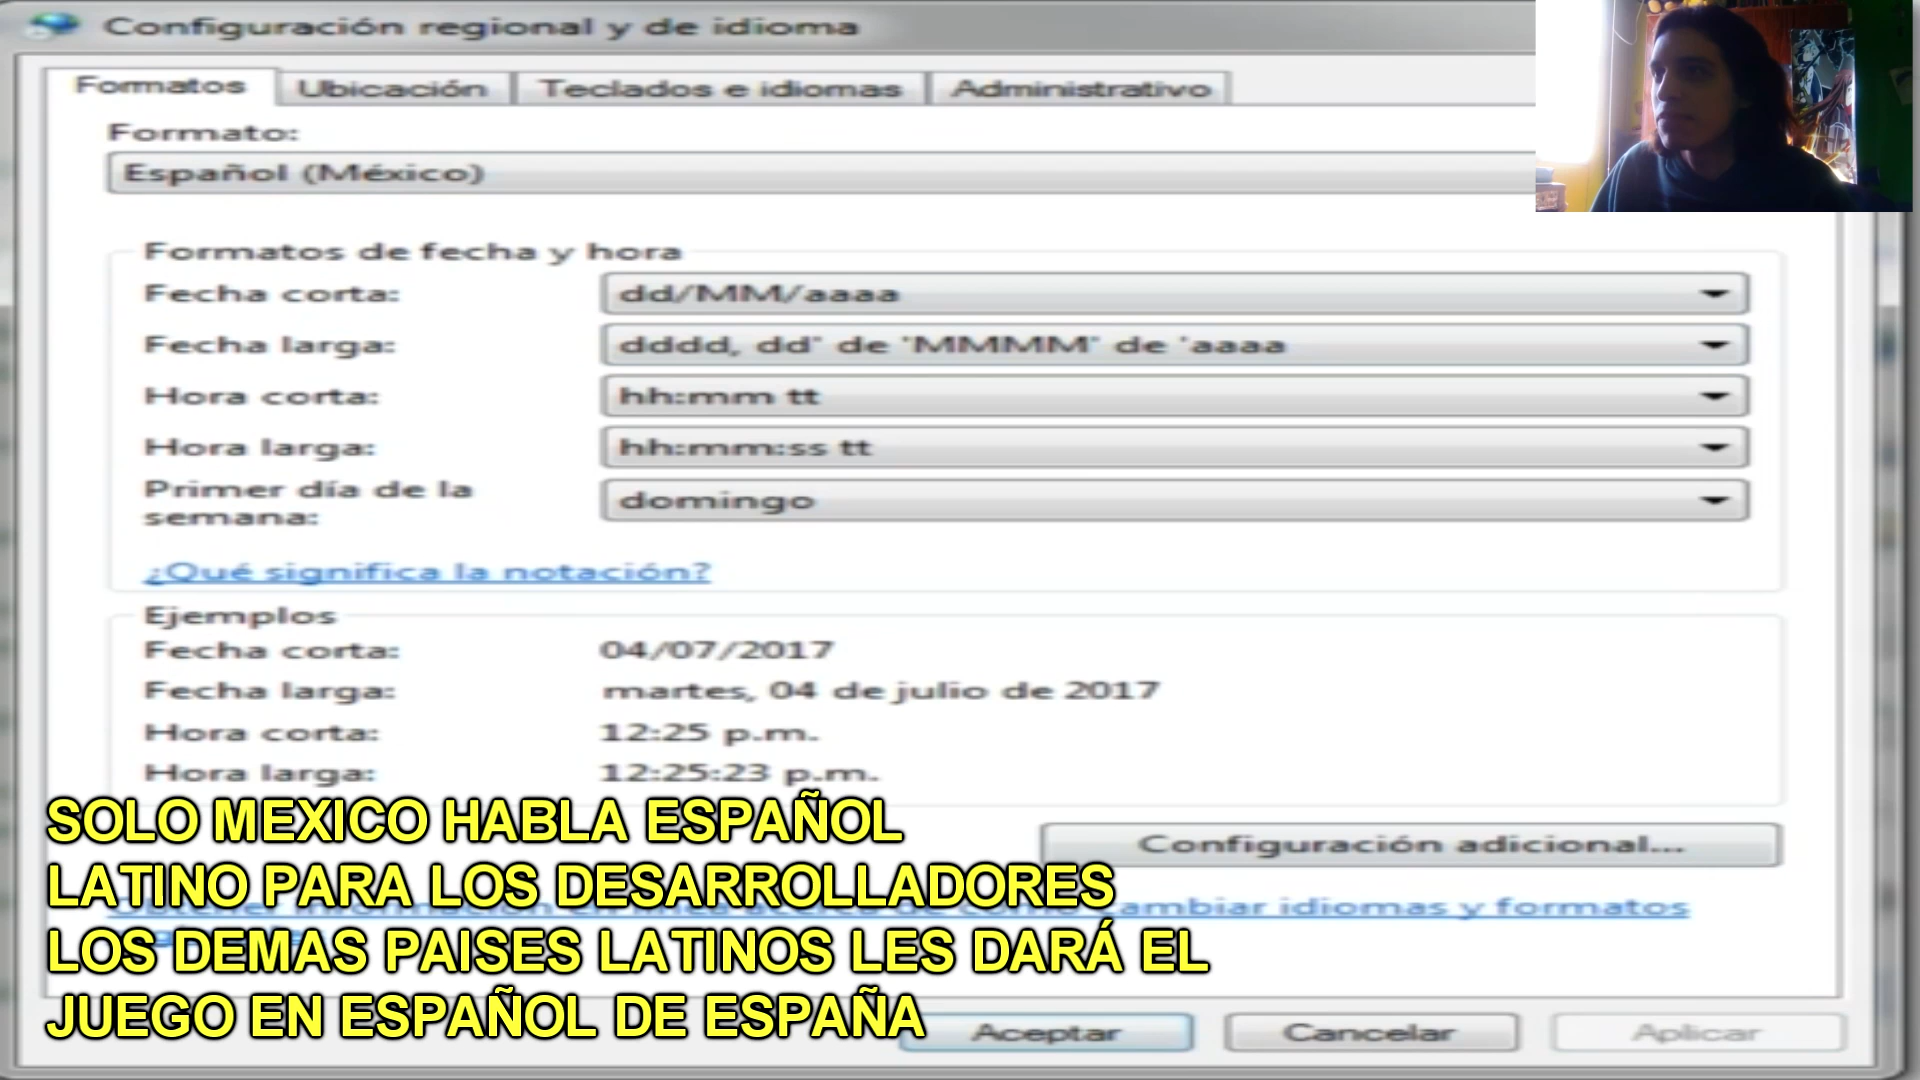 Configuración regional y de idioma
Formatos Ubicación Teclados e idiomas Administrativo
Formato:
Español (México)
Formatos de fecha y hora
Fecha corta: dd/MM/aaaa
Fecha larga: dddd, dd' de 'MMMM' de 'aaaa
Hora corta: hh:mm tt
Hora larga: hh:mm:ss tt
Primer día de la
semana: domingo
¿Qué significa la notación?
Ejemplos
Fecha corta: 04/07/2017
Fecha larga: martes, 04 de julio de 2017
Hora corta: 12:25 p.m.
Hora larga: 12:25:23 p.m.
Configuración adicional...
cambiar idiomas y formatos
SOLO MEXICO HABLA ESPAÑOL
LATINO PARA LOS DESARROLLADORES
LOS DEMAS PAISES LATINOS LES DARÁ EL
JUEGO EN ESPAÑOL DE ESPAÑA
Aceptar Cancelar Aplicar